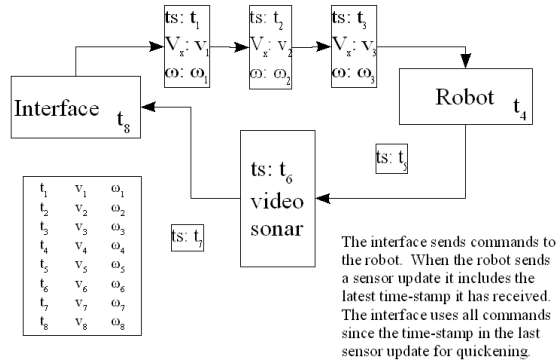 ts: t₁
Vₓ: v₁
ω: ω₁
ts: t₂
Vₓ: v₂
ω: ω₂
ts: t₃
Vₓ: v₃
ω: ω₃
Interface t₈
Robot t₄
ts: t₅
ts: t₆
video
sonar
ts: t₇
t₁ v₁ ω₁
t₂ v₂ ω₂
t₃ v₃ ω₃
t₄ v₄ ω₄
t₅ v₅ ω₅
t₆ v₆ ω₆
t₇ v₇ ω₇
t₈ v₈ ω₈
The interface sends commands to
the robot. When the robot sends
a sensor update it includes the
latest time-stamp it has received.
The interface uses all commands
since the time-stamp in the last
sensor update for quickening.